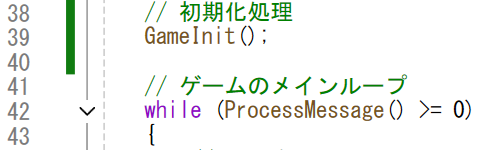 38 // 初期化処理
39 GameInit();
40
41 // ゲームのメインループ
42 while (ProcessMessage() >= 0)
43 {